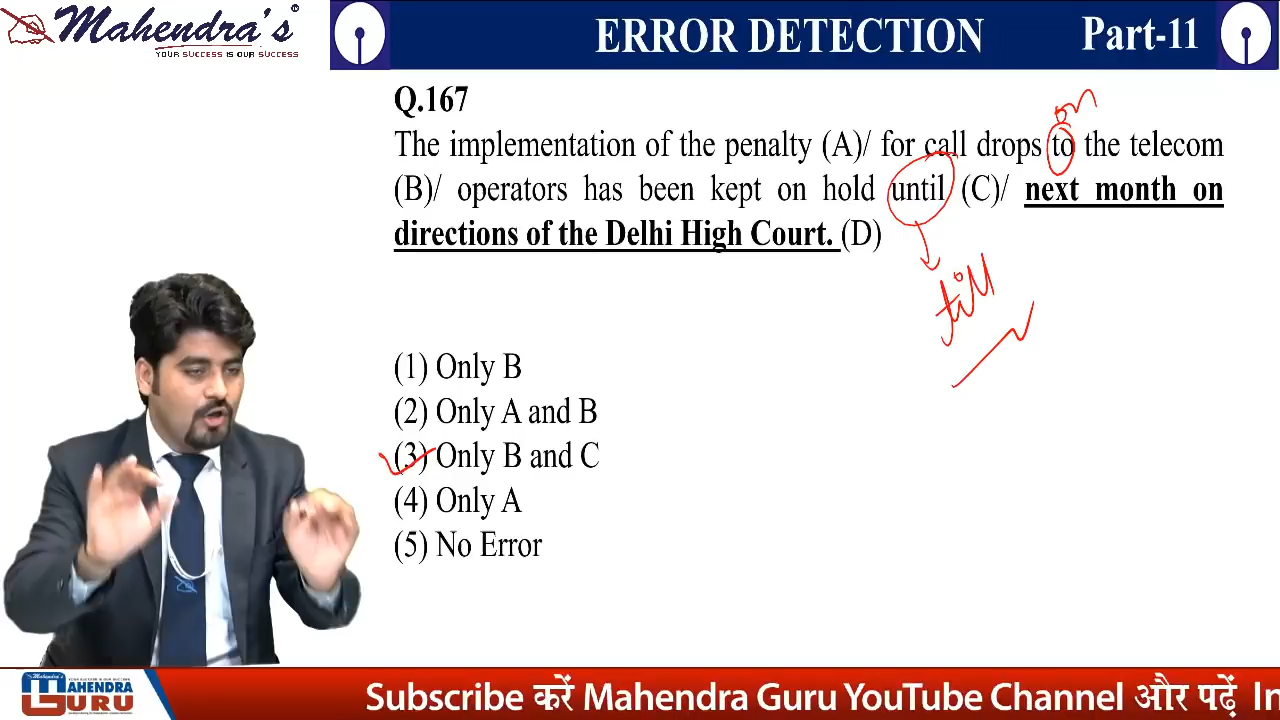 Mahendra's
YOUR SUCCESS IS OUR SUCCESS
ERROR DETECTION
Part-11
Q.167
on
The implementation of the penalty (A)/ for call drops to the telecom
(B)/ operators has been kept on hold until (C)/ next month on
directions of the Delhi High Court. (D)
till
(1) Only B
(2) Only A and B
(3) Only B and C
(4) Only A
(5) No Error
MAHENDRA
GURU
Subscribe करें Mahendra Guru YouTube Channel और पढ़ें In